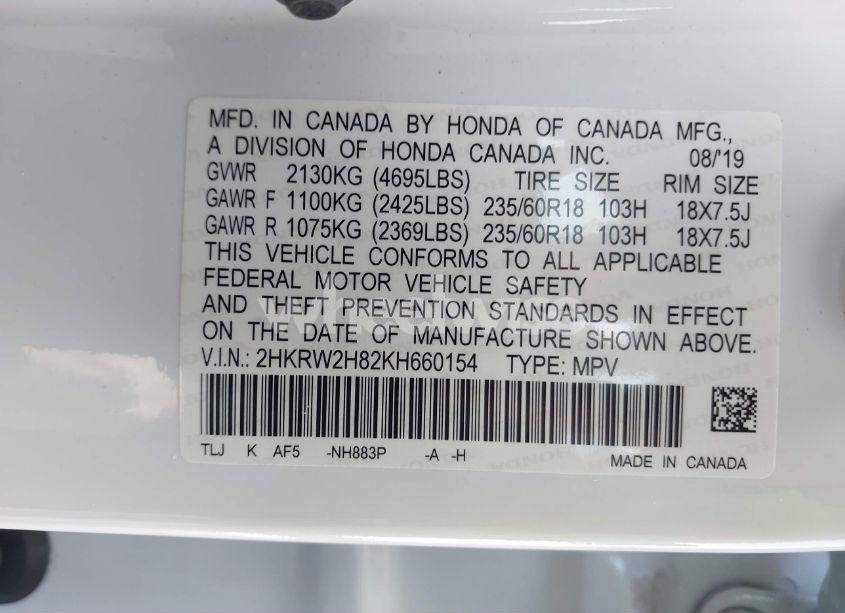 MFD. IN CANADA BY HONDA OF CANADA MFG.,
A DIVISION OF HONDA CANADA INC. 08/'19
GVWR 2130KG (4695LBS) TIRE SIZE RIM SIZE
GAWR F 1100KG (2425LBS) 235/60R18 103H 18X7.5J
GAWR R 1075KG (2369LBS) 235/60R18 103H 18X7.5J
THIS VEHICLE CONFORMS TO ALL APPLICABLE
FEDERAL MOTOR VEHICLE SAFETY
AND THEFT PREVENTION STANDARDS IN EFFECT
ON THE DATE OF MANUFACTURE SHOWN ABOVE.
V.I.N.: 2HKRW2H82KH660154 TYPE: MPV
TLJ K AF5 -NH883P -A -H
MADE IN CANADA